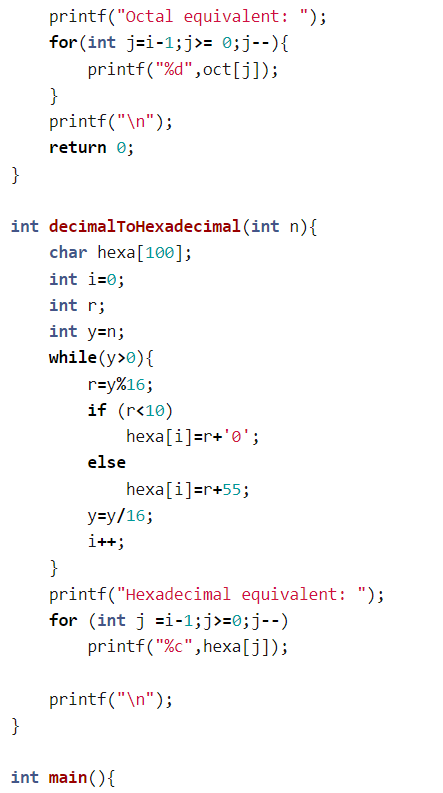 printf("Octal equivalent: ");
    for(int j=i-1;j>= 0;j--){
        printf("%d",oct[j]);
    }
    printf("\n");
    return 0;
}

int decimalToHexadecimal(int n){
    char hexa[100];
    int i=0;
    int r;
    int y=n;
    while(y>0){
        r=y%16;
        if (r<10)
            hexa[i]=r+'0';
        else
            hexa[i]=r+55;
        y=y/16;
        i++;
    }
    printf("Hexadecimal equivalent: ");
    for (int j =i-1;j>=0;j--)
        printf("%c",hexa[j]);

    printf("\n");
}

int main(){